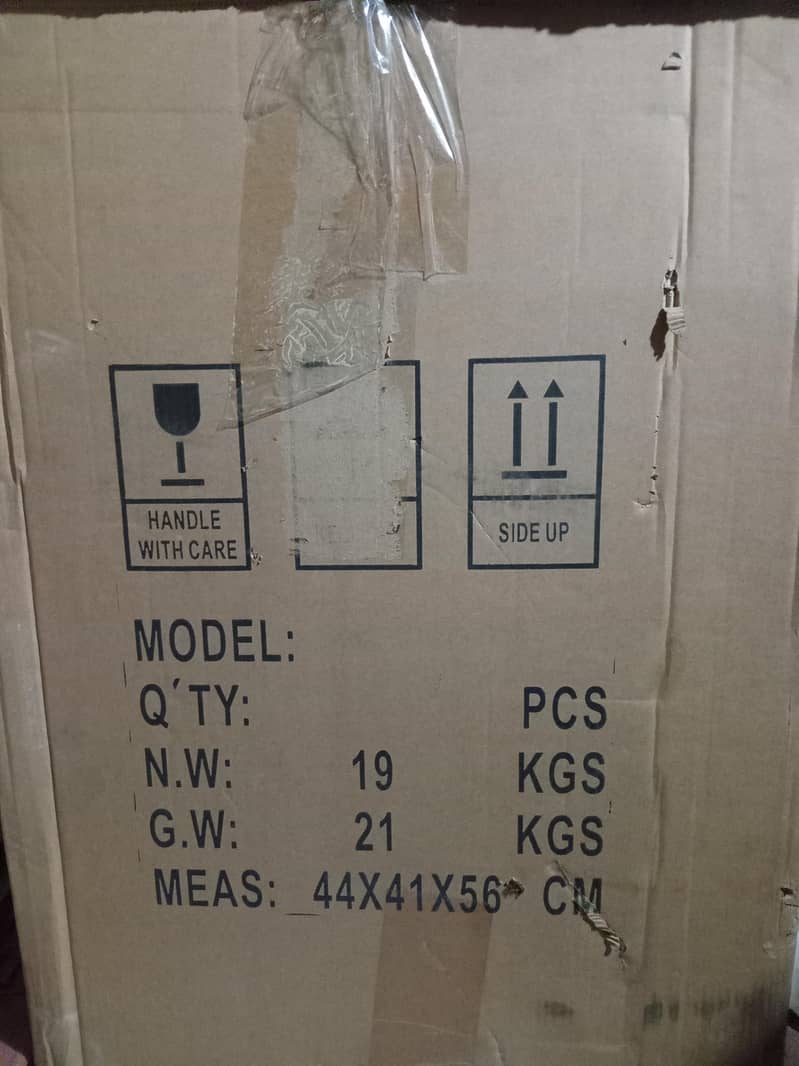 HANDLE
WITH CARE
SIDE UP
MODEL:
Q'TY: PCS
N.W: 19 KGS
G.W: 21 KGS
MEAS: 44X41X56 CM